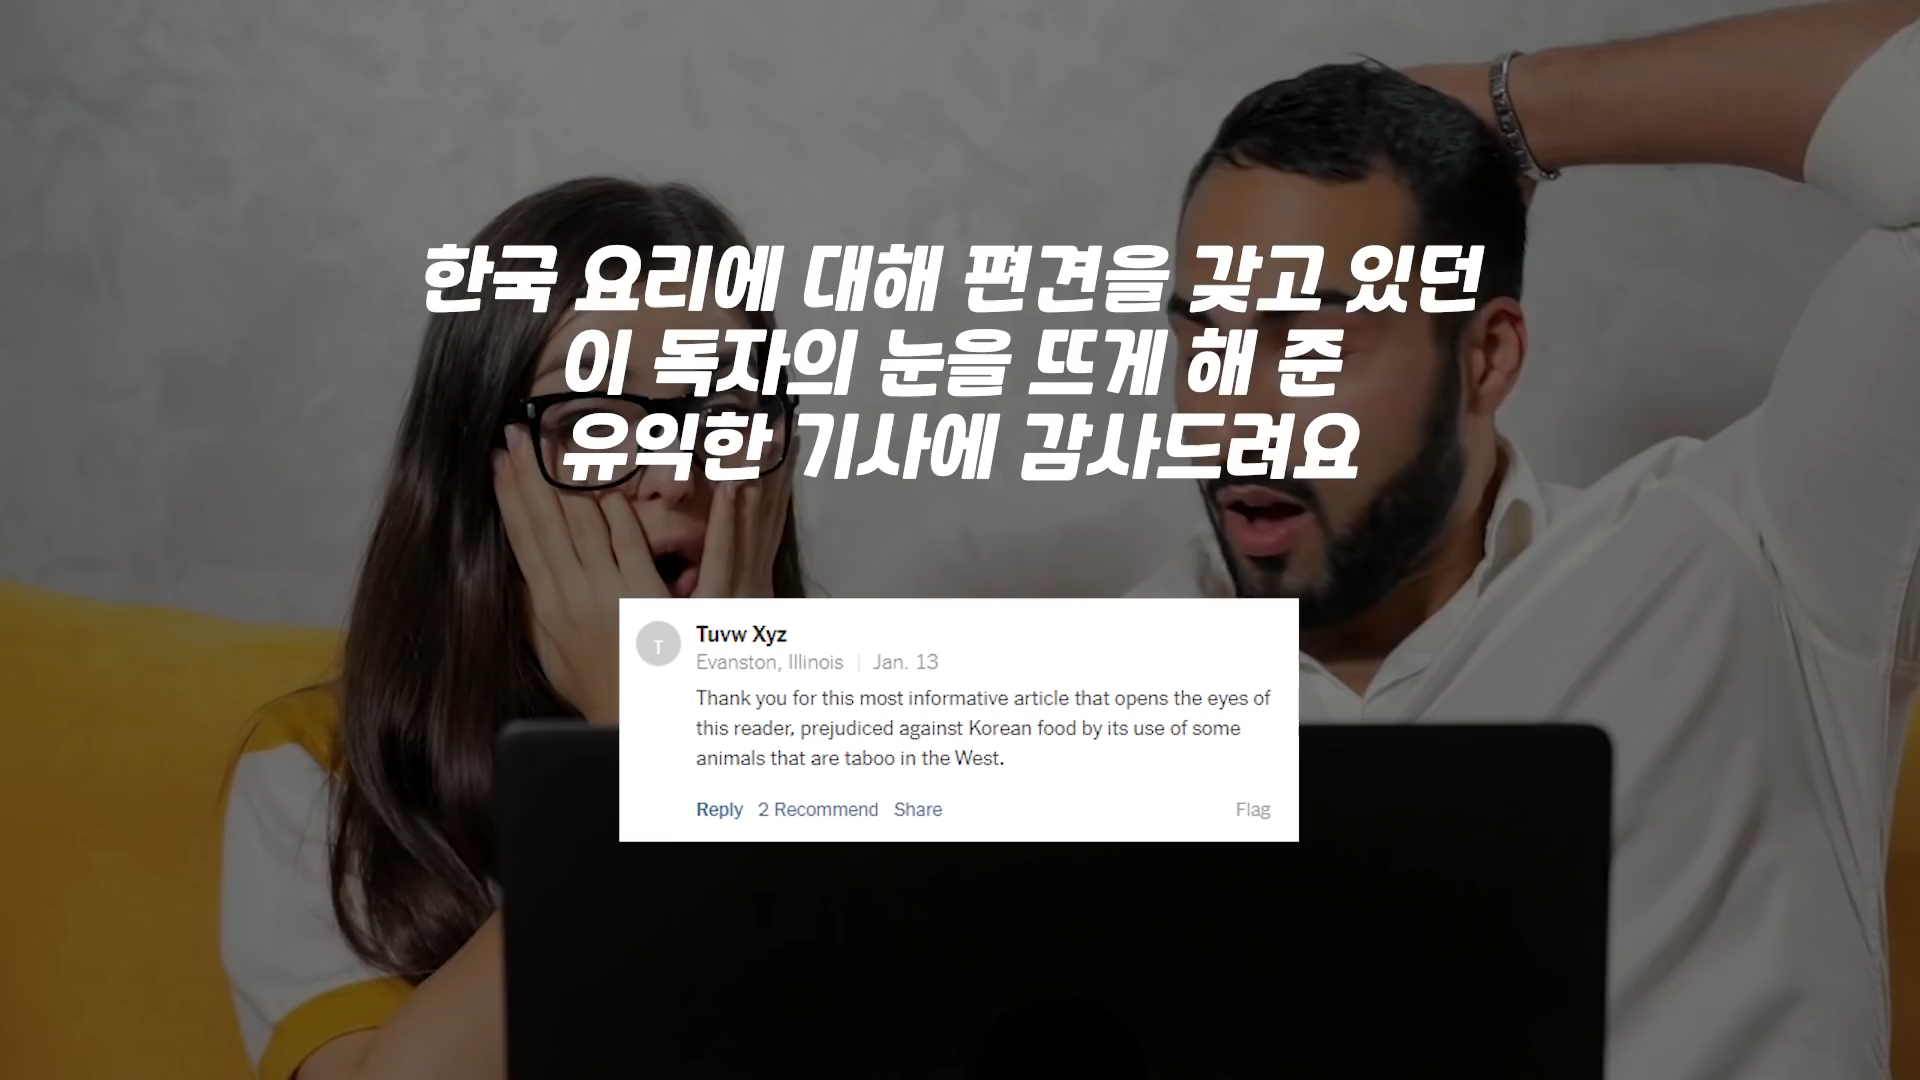 한국 요리에 대해 편견을 갖고 있던
이 독자의 눈을 뜨게 해 준
유익한 기사에 감사드려요
T
Tuvw Xyz
Evanston, Illinois | Jan. 13
Thank you for this most informative article that opens the eyes of
this reader, prejudiced against Korean food by its use of some
animals that are taboo in the West.
Reply 2 Recommend Share Flag